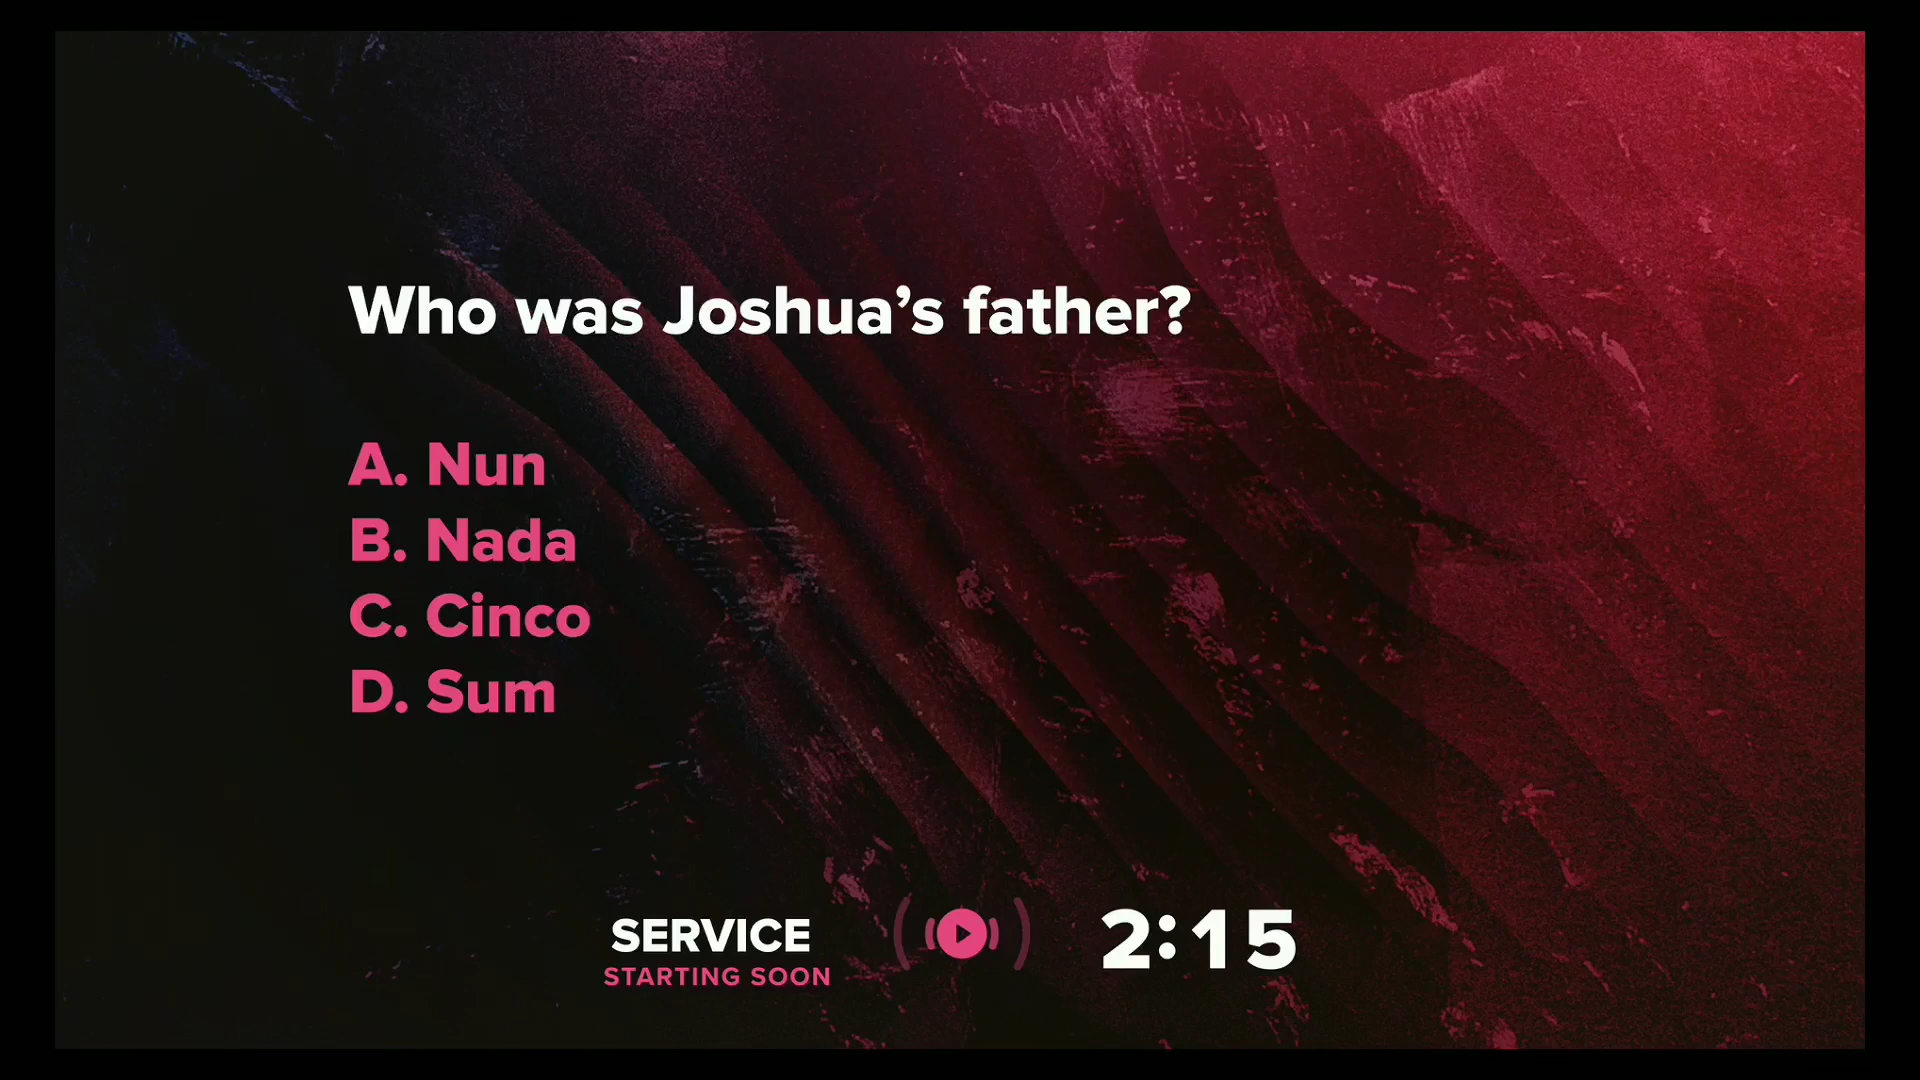 Who was Joshua’s father?
A. Nun
B. Nada
C. Cinco
D. Sum
SERVICE
STARTING SOON
2:15